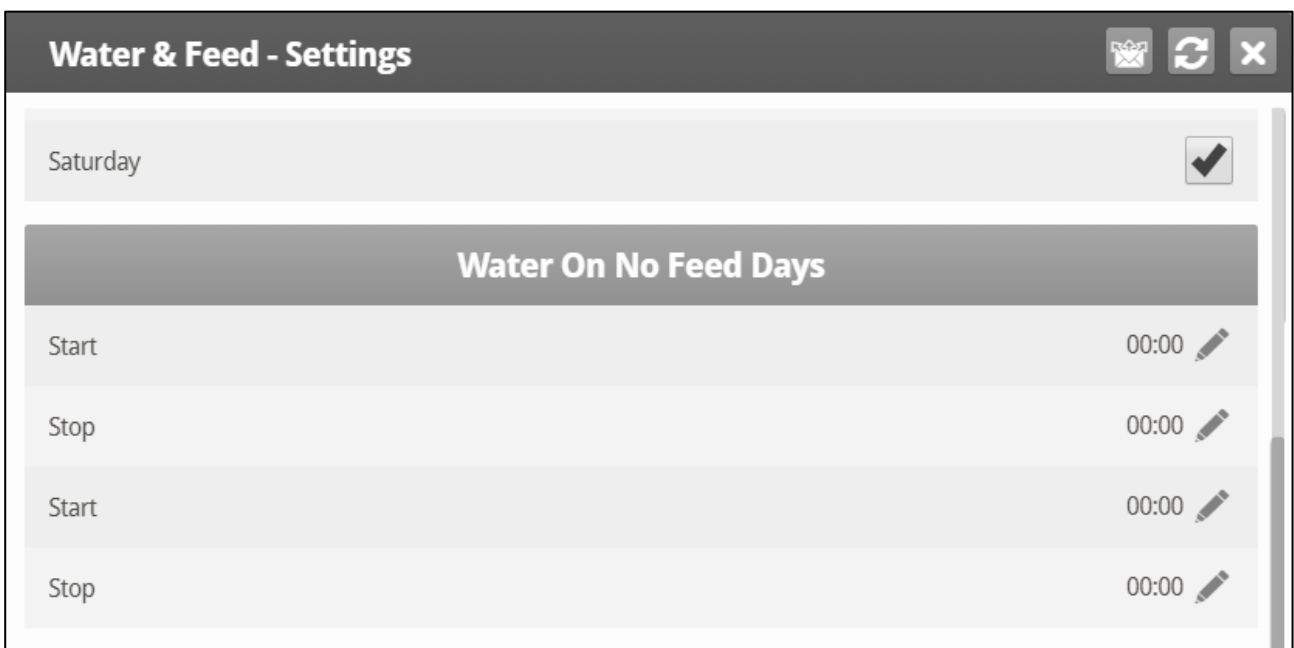 Water & Feed - Settings
Saturday
Water On No Feed Days
Start 00:00
Stop 00:00
Start 00:00
Stop 00:00